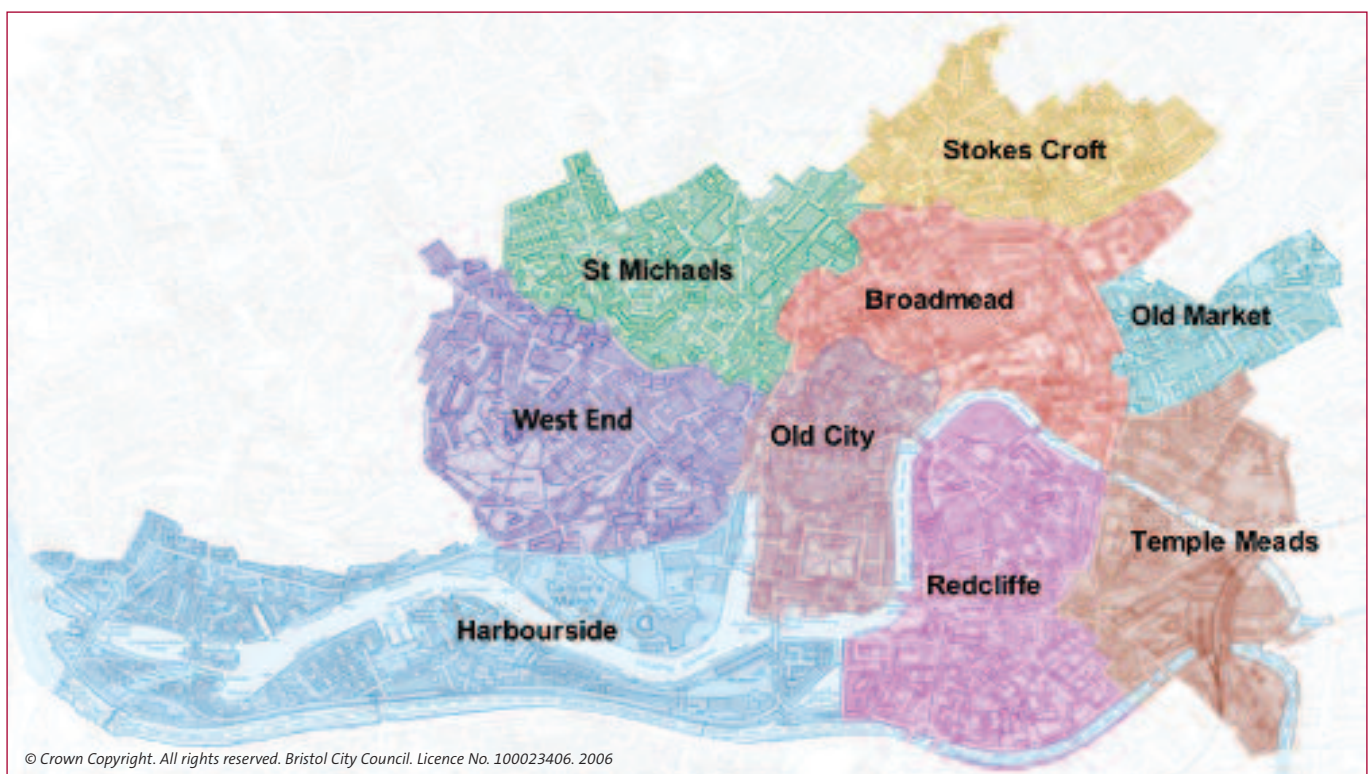 Stokes Croft
St Michaels
Broadmead
Old Market
West End
Old City
Temple Meads
Redcliffe
Harbourside
© Crown Copyright. All rights reserved. Bristol City Council. Licence No. 100023406. 2006